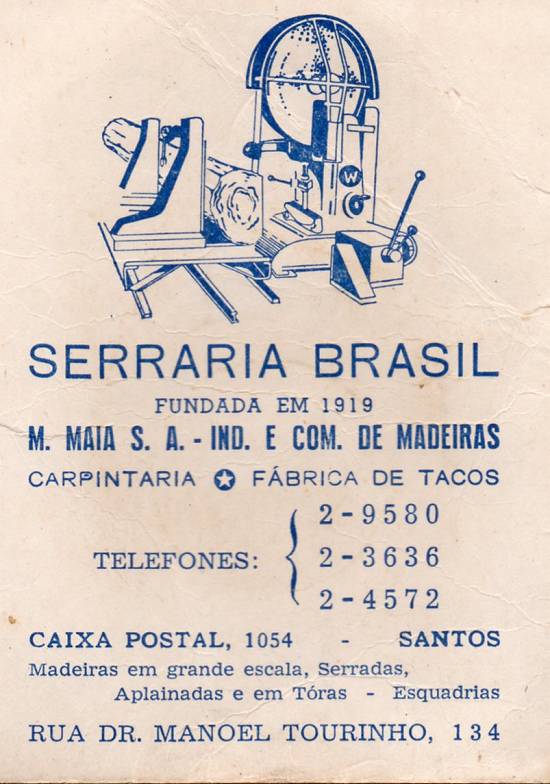 W
SERRARIA BRASIL
FUNDADA EM 1919
M. MAIA S. A. - IND. E COM. DE MADEIRAS
CARPINTARIA ✪ FÁBRICA DE TACOS
2-9580
TELEFONES: { 2-3636
2-4572
CAIXA POSTAL, 1054 - SANTOS
Madeiras em grande escala, Serradas,
Aplainadas e em Tóras - Esquadrias
RUA DR. MANOEL TOURINHO, 134